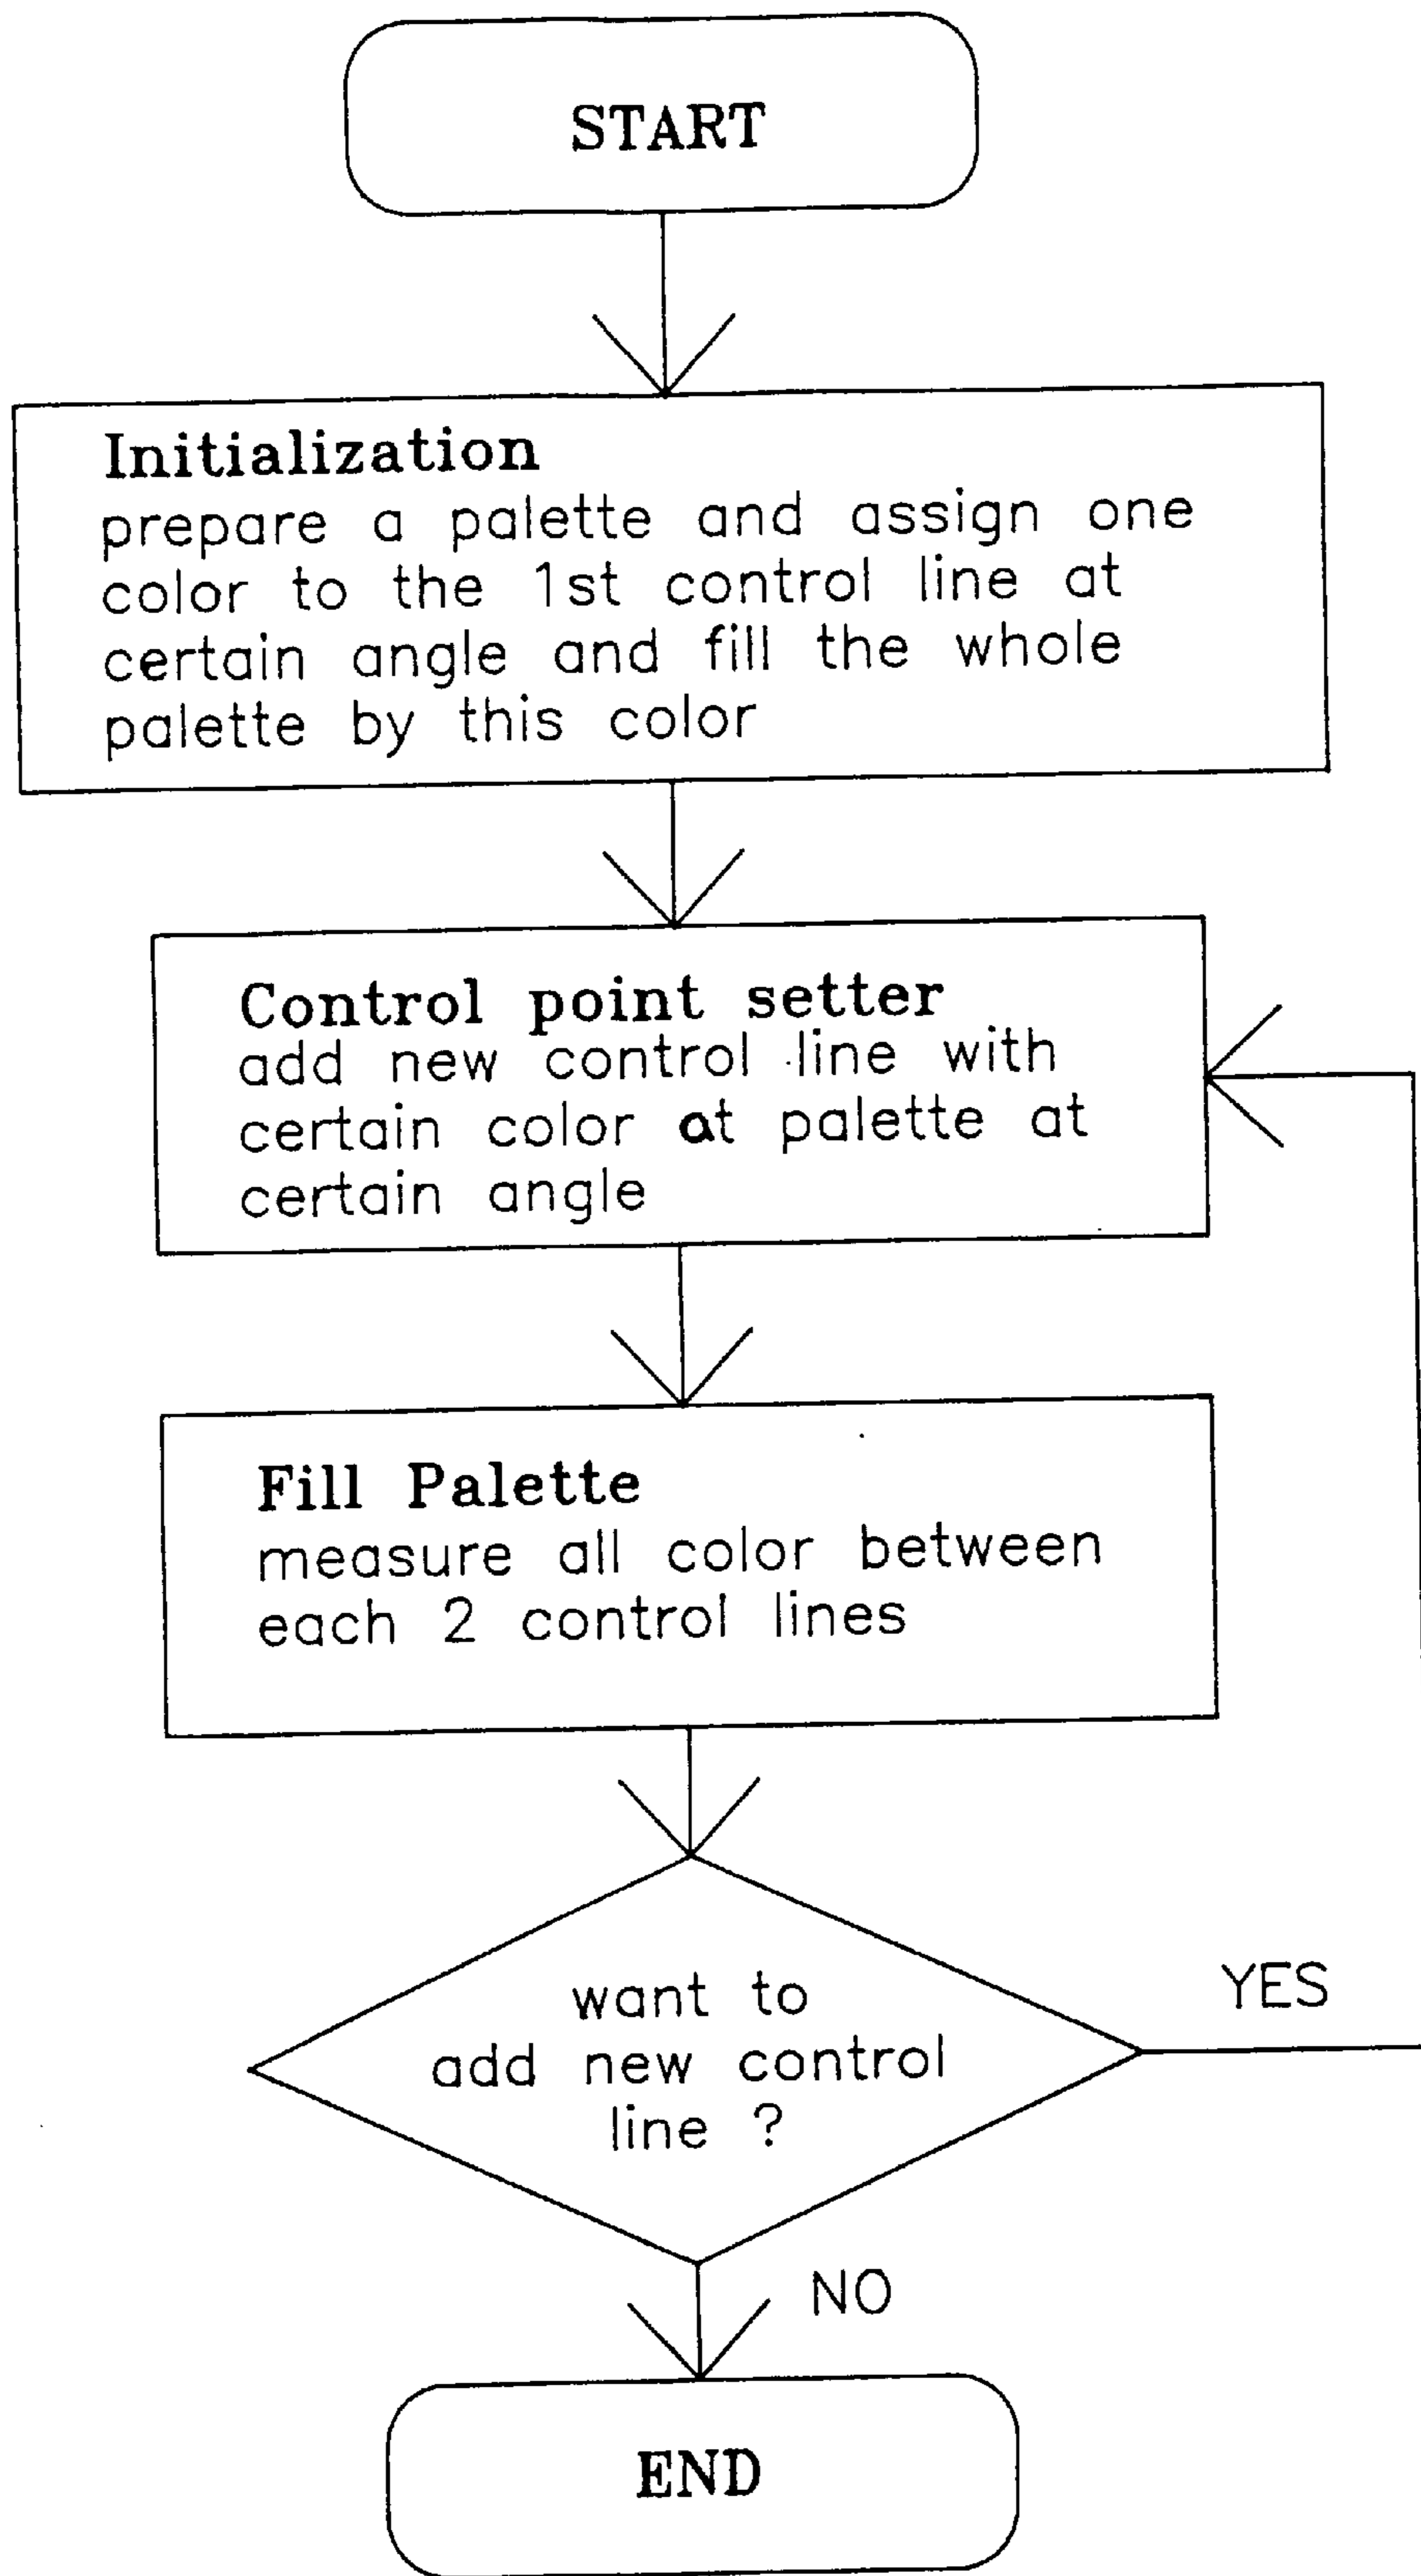 START
Initialization
prepare a palette and assign one
color to the 1st control line at
certain angle and fill the whole
palette by this color
Control point setter
add new control line with
certain color at palette at
certain angle
Fill Palette
measure all color between
each 2 control lines
want to
add new control
line ?
YES
NO
END